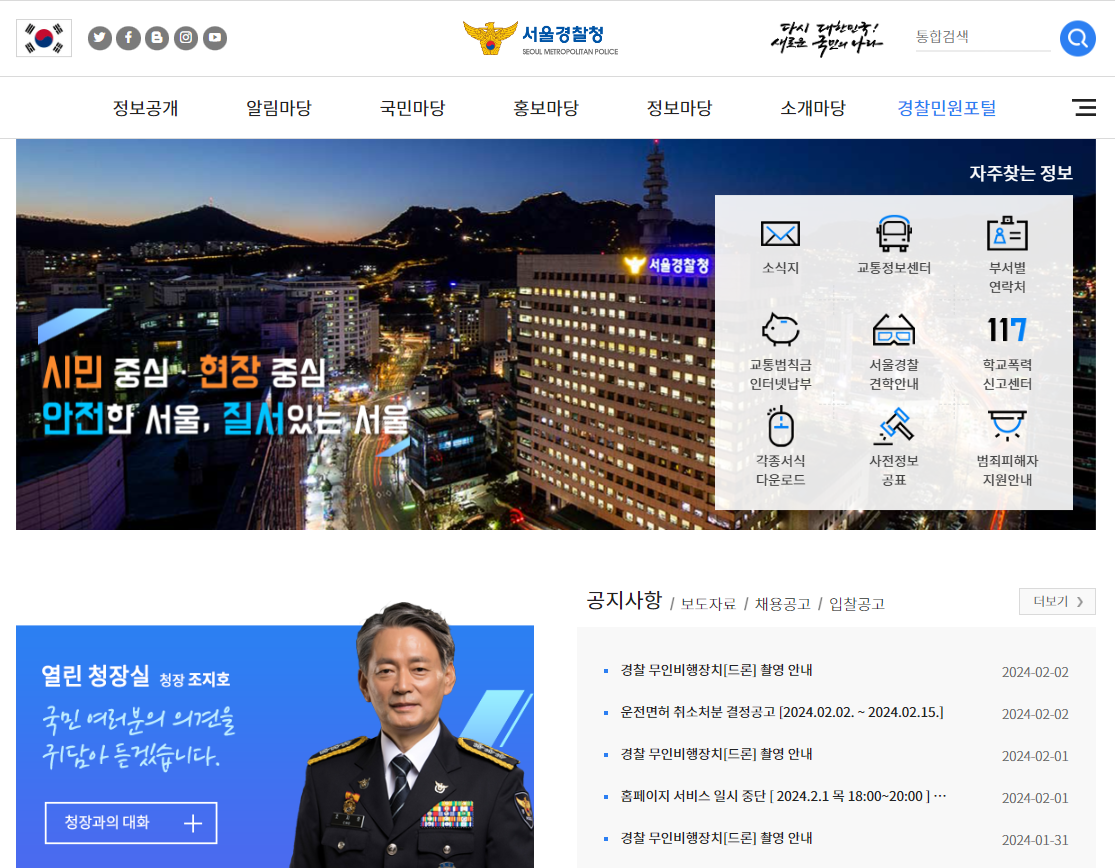 서울경찰청
SEOUL METROPOLITAN POLICE
다시 대한민국!
새로운 국민의 나라
통합검색
정보공개
알림마당
국민마당
홍보마당
정보마당
소개마당
경찰민원포털
서울경찰청
시민 중심 · 현장 중심
안전한 서울, 질서있는 서울
자주찾는 정보
소식지
교통정보센터
부서별
연락처
교통범칙금
인터넷납부
서울경찰
견학안내
117
학교폭력
신고센터
각종서식
다운로드
사전정보
공표
범죄피해자
지원안내
열린 청장실 청장 조지호
국민 여러분의 의견을
귀담아 듣겠습니다.
청장과의 대화
공지사항 / 보도자료 / 채용공고 / 입찰공고
더보기
경찰 무인비행장치[드론] 촬영 안내 2024-02-02
운전면허 취소처분 결정공고 [2024.02.02. ~ 2024.02.15.] 2024-02-02
경찰 무인비행장치[드론] 촬영 안내 2024-02-01
홈페이지 서비스 일시 중단 [ 2024.2.1 목 18:00~20:00 ] … 2024-02-01
경찰 무인비행장치[드론] 촬영 안내 2024-01-31